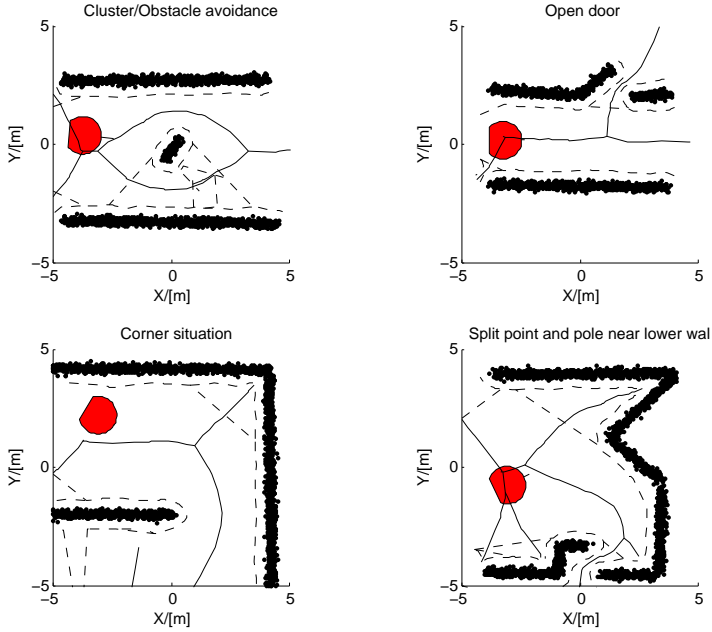 Cluster/Obstacle avoidance
5
0
−5
−5
0
5
Y/[m]
X/[m]
Open door
5
0
−5
−5
0
5
Y/[m]
X/[m]
Corner situation
5
0
−5
−5
0
5
Y/[m]
X/[m]
Split point and pole near lower wal
5
0
−5
−5
0
5
Y/[m]
X/[m]